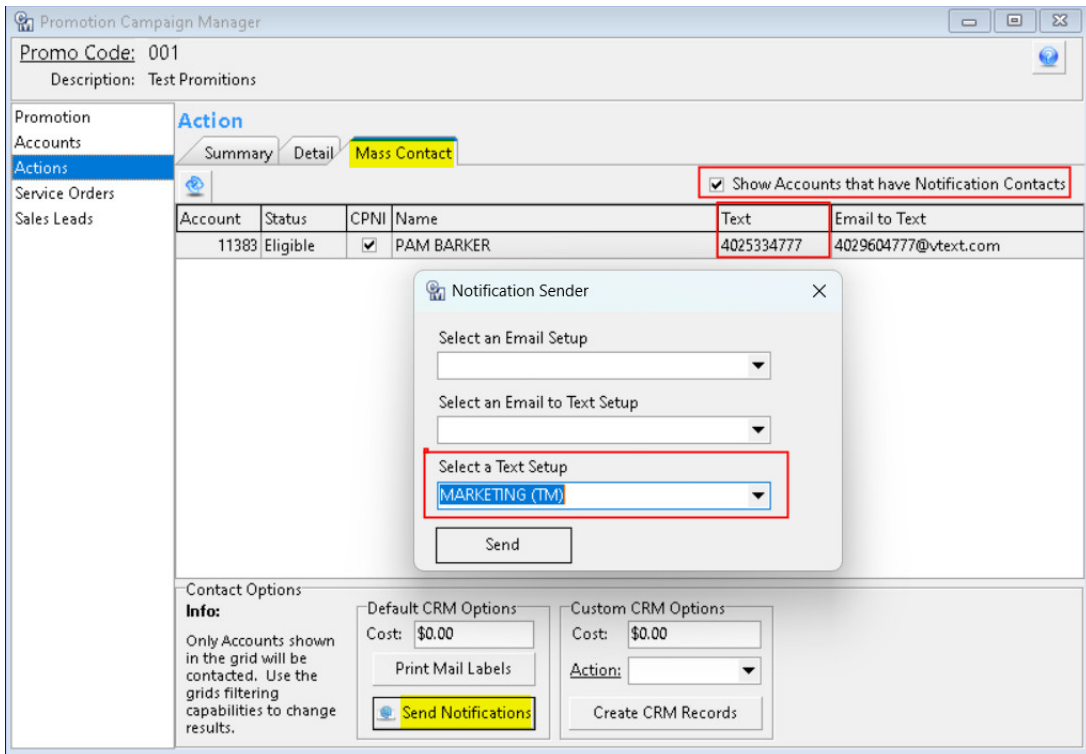 Promotion Campaign Manager
Promo Code: 001
Description: Test Promitions
Promotion
Accounts
Actions
Service Orders
Sales Leads
Action
Summary Detail Mass Contact
Show Accounts that have Notification Contacts
Account Status CPNI Name Text Email to Text
11383 Eligible PAM BARKER 4025334777 4029604777@vtext.com
Notification Sender
Select an Email Setup
Select an Email to Text Setup
Select a Text Setup
MARKETING (TM)
Send
Contact Options
Info:
Only Accounts shown
in the grid will be
contacted. Use the
grids filtering
capabilities to change
results.
Default CRM Options
Cost: $0.00
Print Mail Labels
Send Notifications
Custom CRM Options
Cost: $0.00
Action:
Create CRM Records